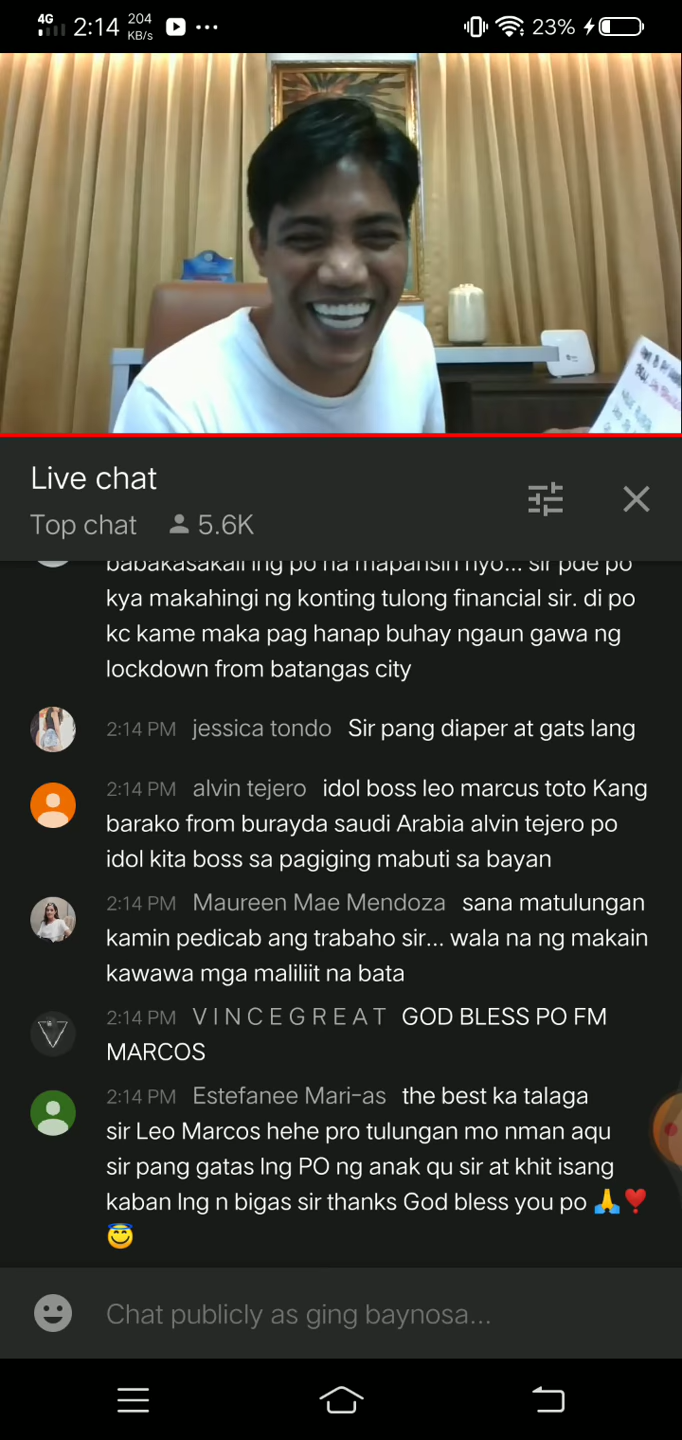 4G 2:14 204 KB/s 23%
Live chat
Top chat 5.6K
babakasakali lng po na mapansin nyo... sir pde po
kya makahingi ng konting tulong financial sir. di po
kc kame maka pag hanap buhay ngaun gawa ng
lockdown from batangas city
2:14 PM jessica tondo Sir pang diaper at gats lang
2:14 PM alvin tejero idol boss leo marcus toto Kang
barako from burayda saudi Arabia alvin tejero po
idol kita boss sa pagiging mabuti sa bayan
2:14 PM Maureen Mae Mendoza sana matulungan
kamin pedicab ang trabaho sir... wala na ng makain
kawawa mga maliliit na bata
2:14 PM V I N C E G R E A T GOD BLESS PO FM
MARCOS
2:14 PM Estefanee Mari-as the best ka talaga
sir Leo Marcos hehe pro tulungan mo nman aqu
sir pang gatas lng PO ng anak qu sir at khit isang
kaban lng n bigas sir thanks God bless you po 🙏❣️
😇
Chat publicly as ging baynosa...